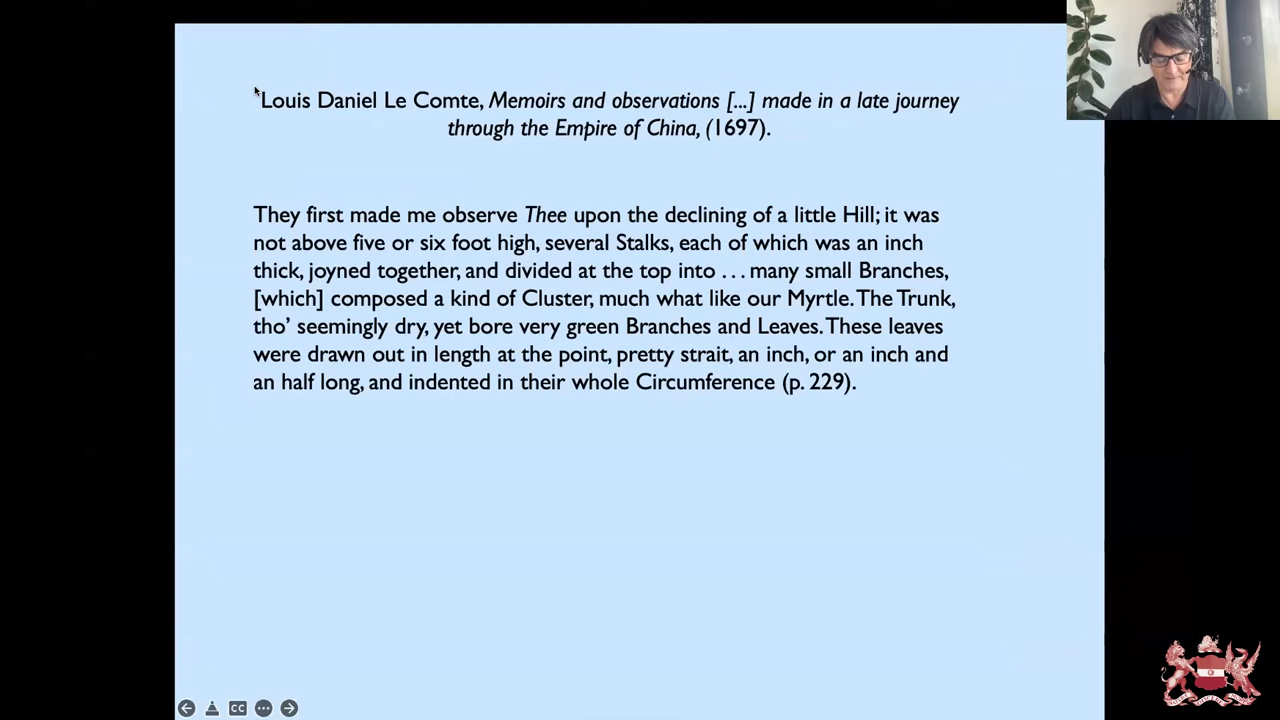 Louis Daniel Le Comte, Memoirs and observations [...] made in a late journey
through the Empire of China, (1697).
They first made me observe Thee upon the declining of a little Hill; it was
not above five or six foot high, several Stalks, each of which was an inch
thick, joyned together, and divided at the top into . . . many small Branches,
[which] composed a kind of Cluster, much what like our Myrtle. The Trunk,
tho’ seemingly dry, yet bore very green Branches and Leaves. These leaves
were drawn out in length at the point, pretty strait, an inch, or an inch and
an half long, and indented in their whole Circumference (p. 229).
CC